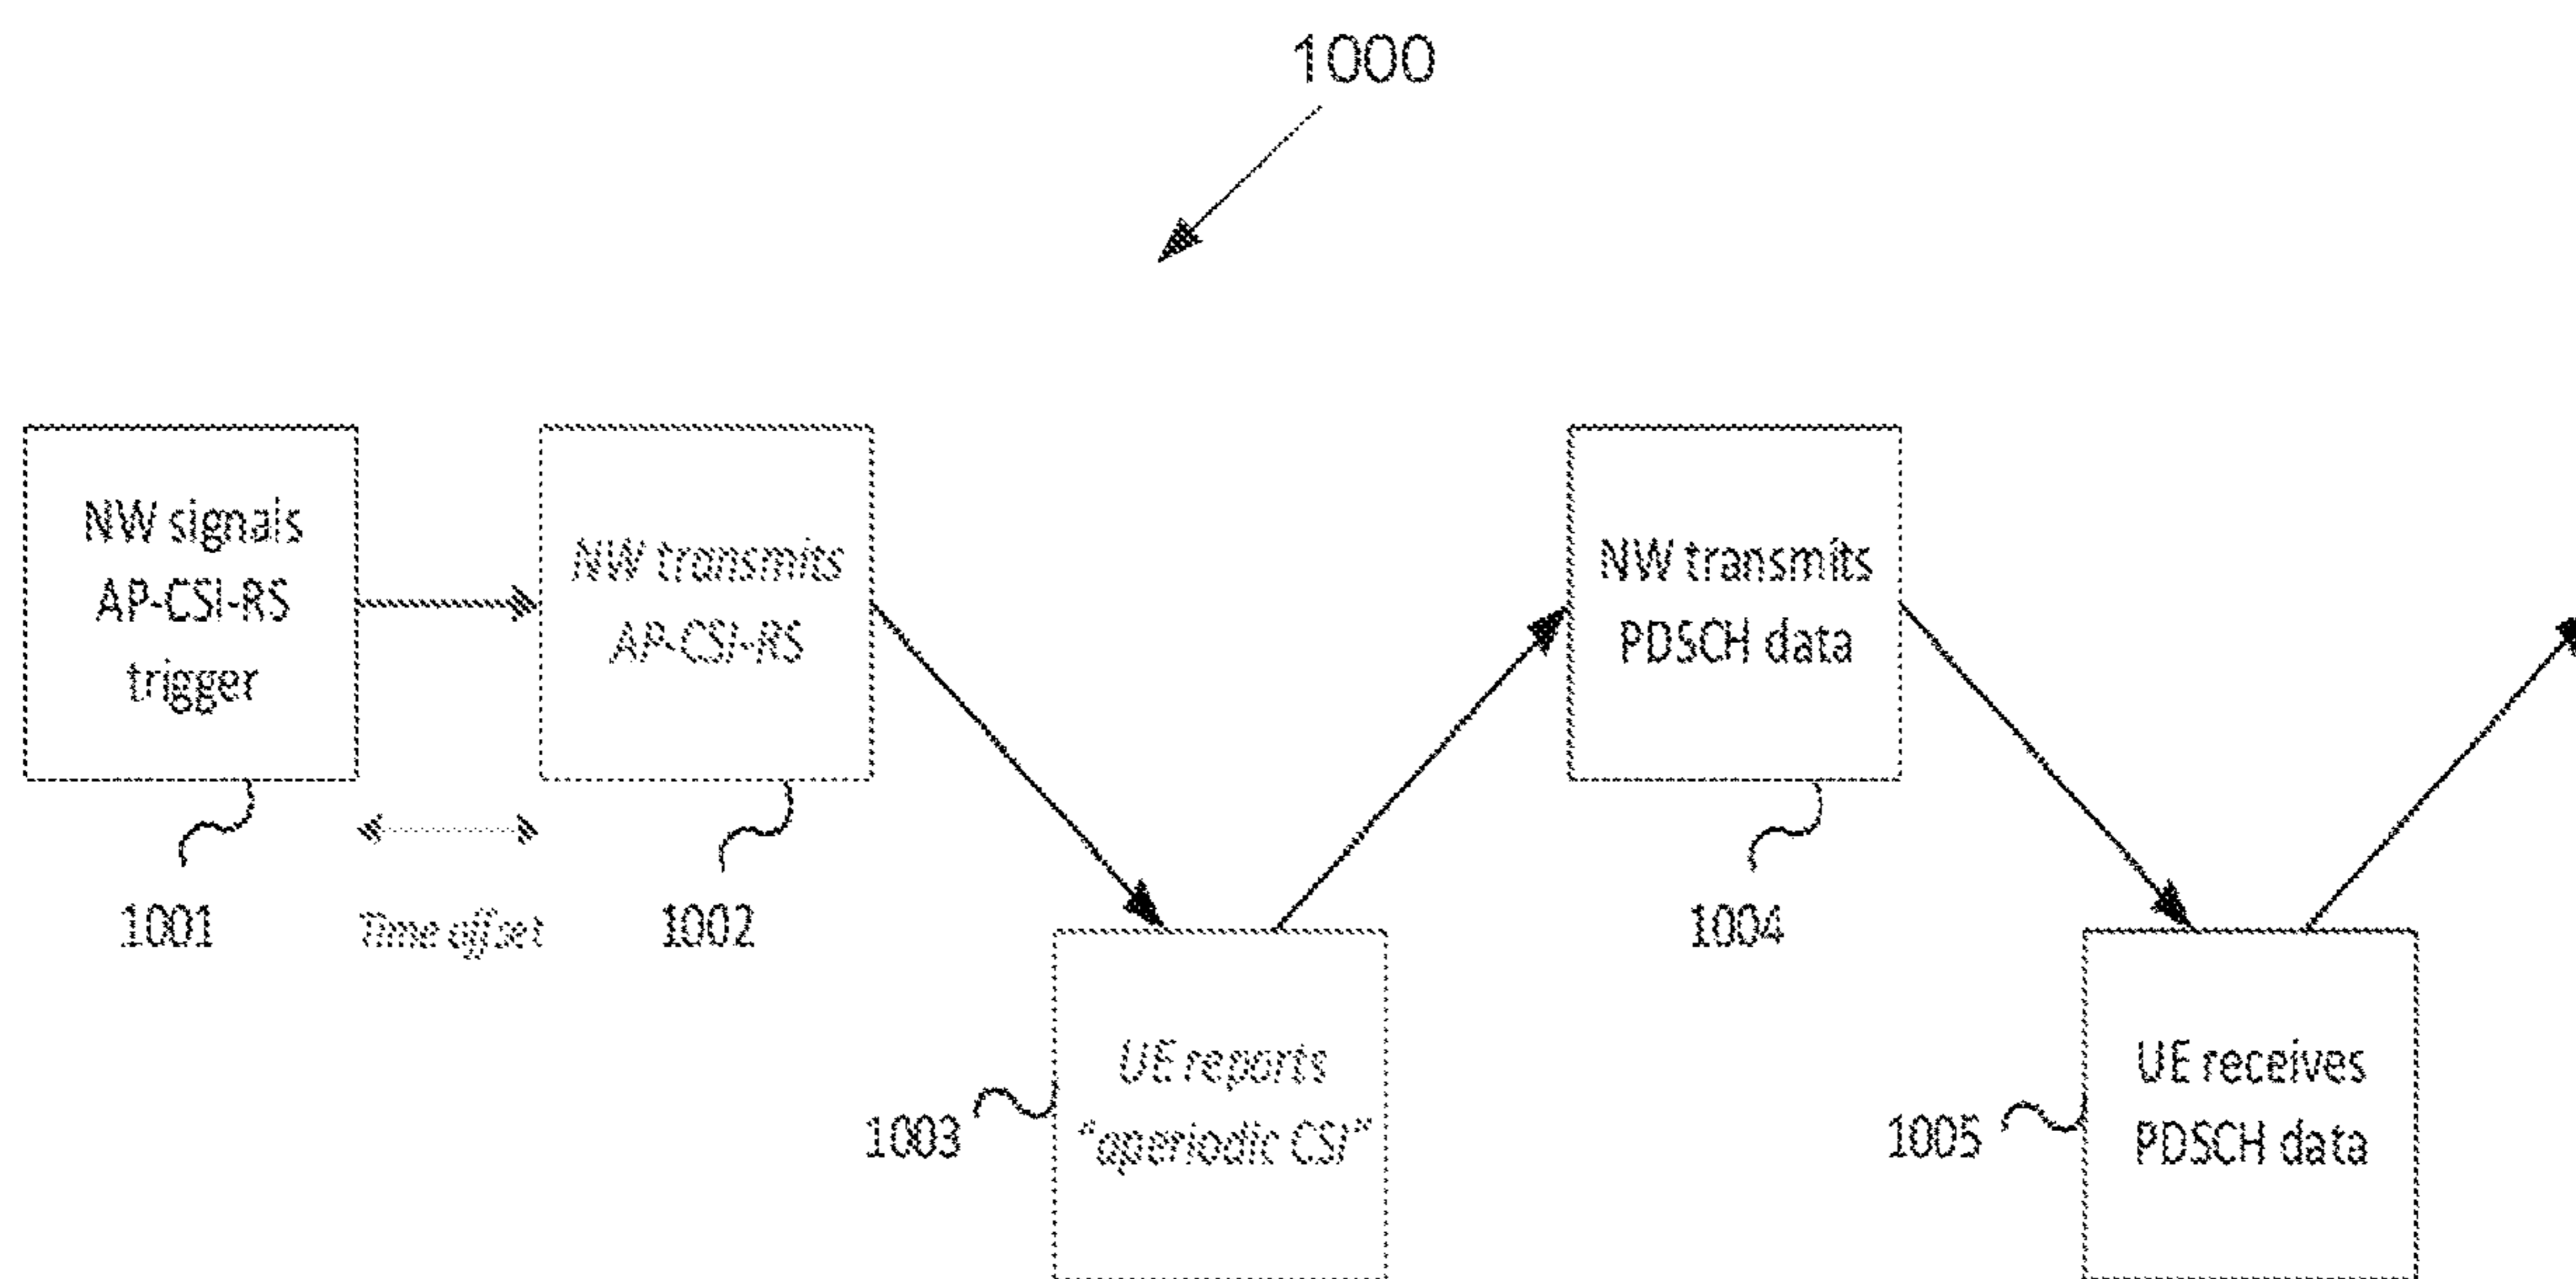 1000
NW signals
AP-CSI-RS
trigger
NW transmits
AP-CSI-RS
NW transmits
PDSCH data
1001
Time offset
1002
1004
UE reports
"aperiodic CSI"
1003
UE receives
PDSCH data
1005